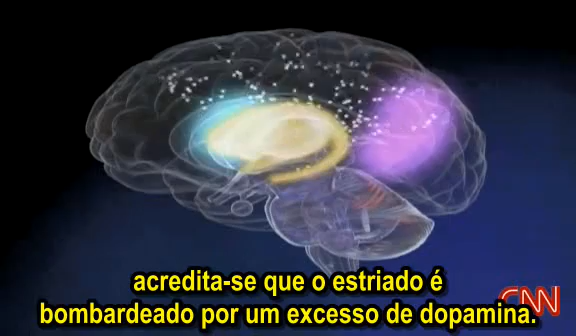 acredita-se que o estriado é
bombardeado por um excesso de dopamina.
CNN